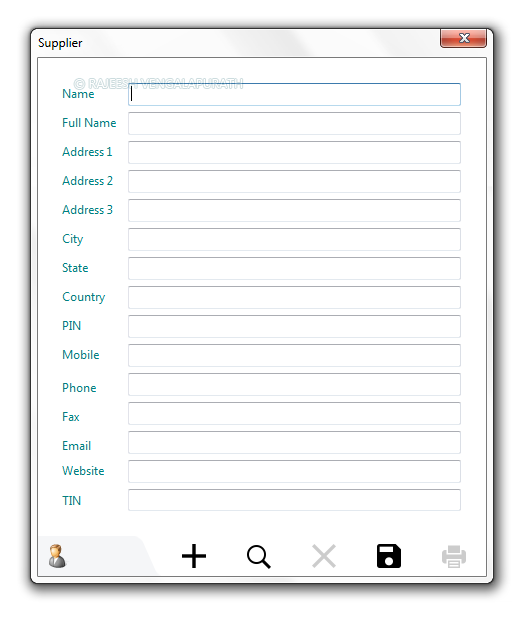 Supplier
© RAJEESH VENGALAPURATH
Name
Full Name
Address 1
Address 2
Address 3
City
State
Country
PIN
Mobile
Phone
Fax
Email
Website
TIN